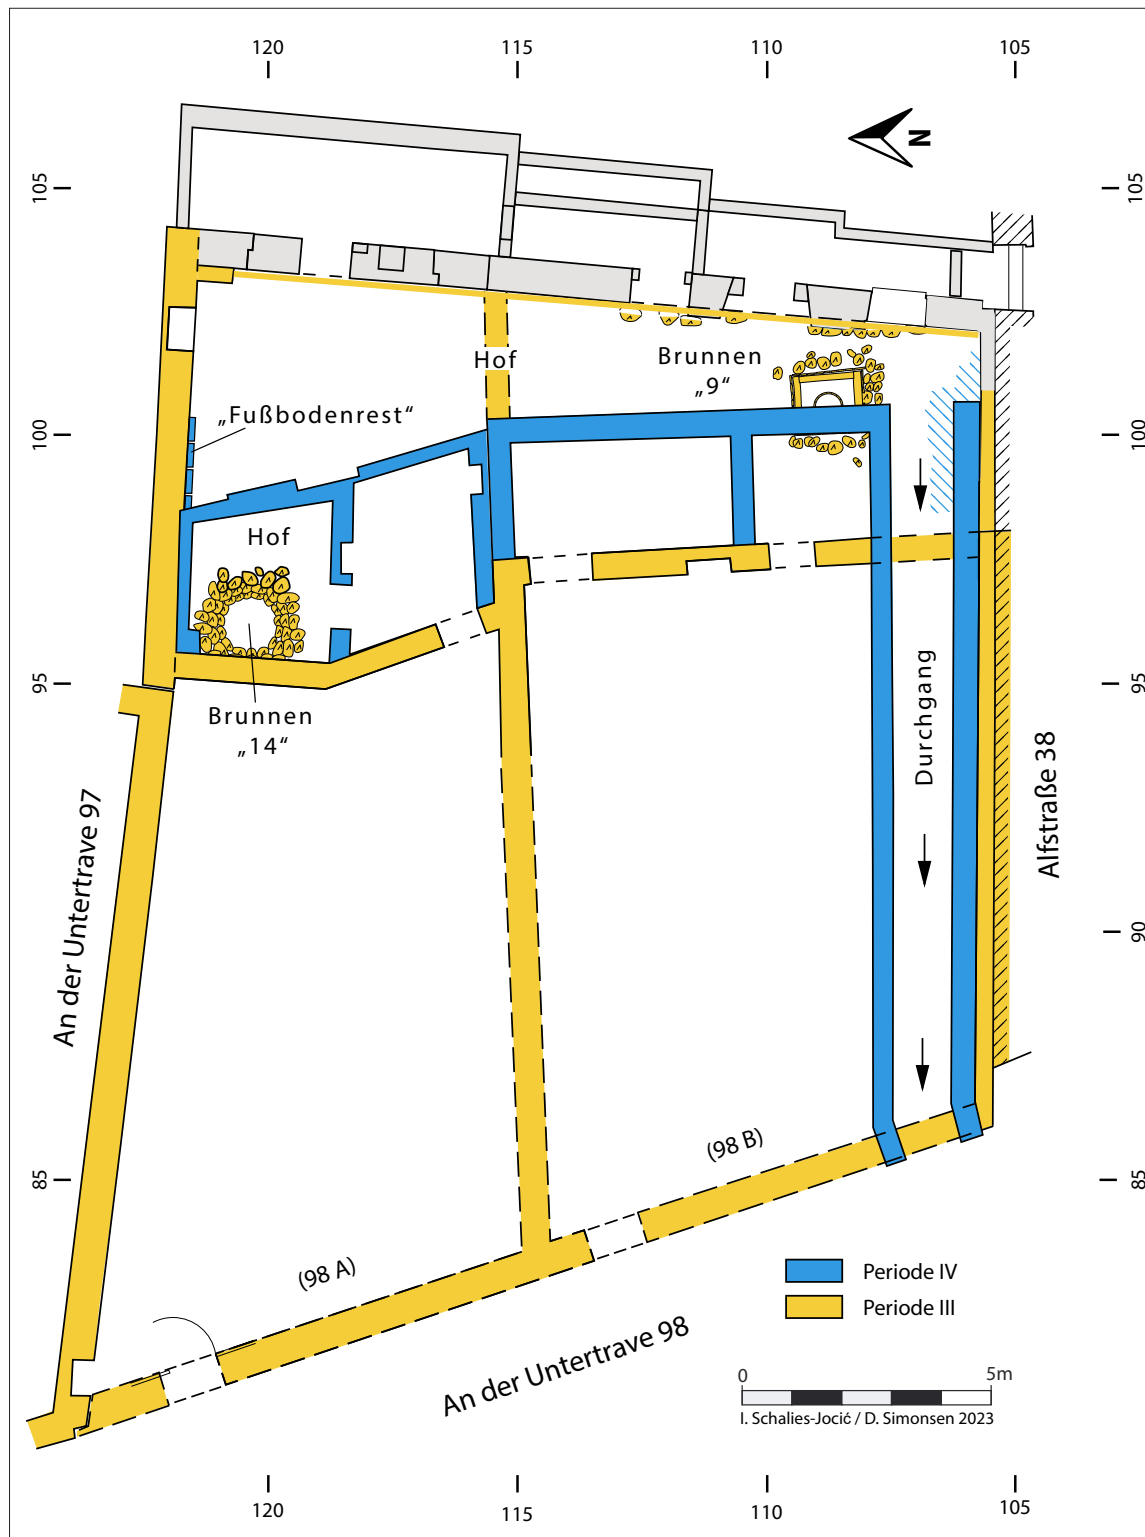 120 115 110 105
N
105 105
Hof
Brunnen
„9“
„Fußbodenrest“
100 100
Hof
95 95
Durchgang
Brunnen
„14“
An der Untertrave 97
Alfstraße 38
90
(98 B)
85 85
(98 A)
Periode IV
Periode III
An der Untertrave 98
0 5m
I. Schalies-Jocić / D. Simonsen 2023
120 115 110 105